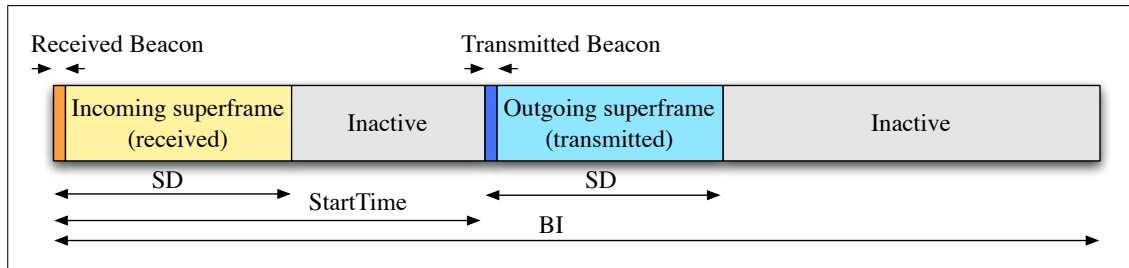 Received Beacon
Transmitted Beacon
Incoming superframe
(received)
Inactive
Outgoing superframe
(transmitted)
Inactive
SD
SD
StartTime
BI